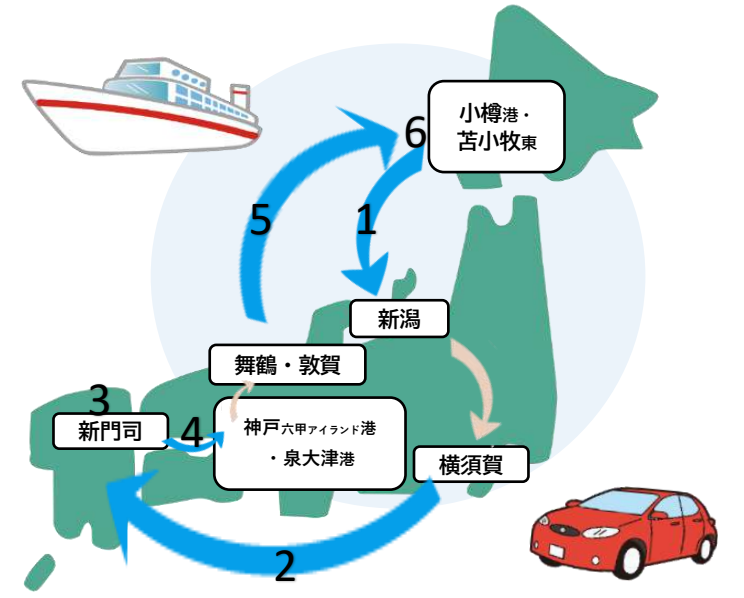 6
小樽港・
苫小牧東
5
1
新潟
舞鶴・敦賀
3
新門司
4
神戸六甲アイランド港
・泉大津港
横須賀
2